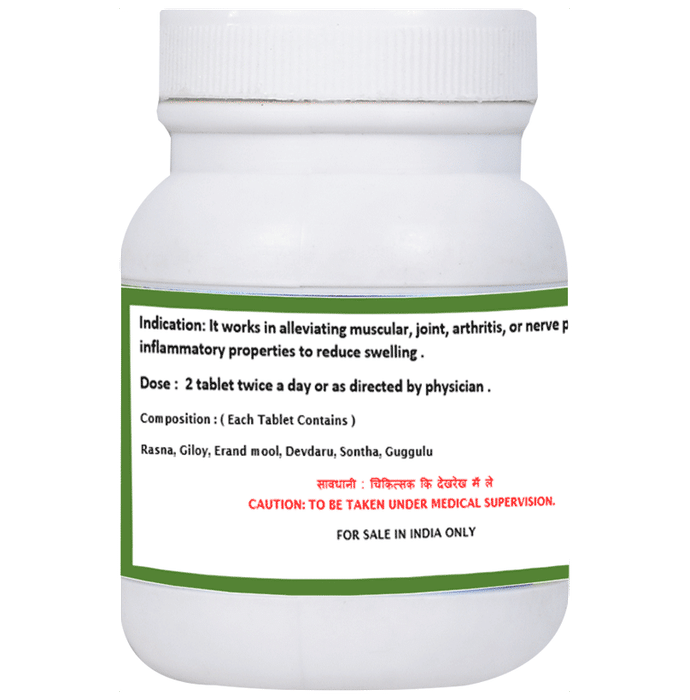 Indication: It works in alleviating muscular, joint, arthritis, or nerve p
inflammatory properties to reduce swelling .
Dose : 2 tablet twice a day or as directed by physician .
Composition : ( Each Tablet Contains )
Rasna, Giloy, Erand mool, Devdaru, Sontha, Guggulu
सावधानी : चिकित्सक कि देखरेख मैं ले
CAUTION: TO BE TAKEN UNDER MEDICAL SUPERVISION.
FOR SALE IN INDIA ONLY